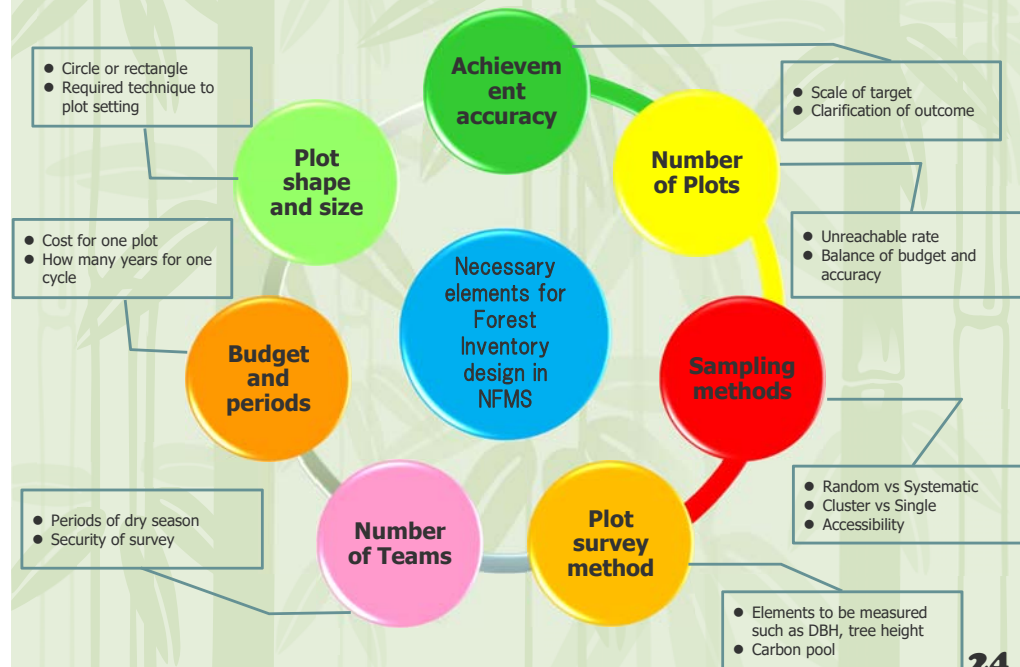 Achievem
ent
accuracy
● Scale of target
● Clarification of outcome
Number
of Plots
● Unreachable rate
● Balance of budget and
accuracy
Sampling
methods
● Random vs Systematic
● Cluster vs Single
● Accessibility
Plot
survey
method
● Elements to be measured
such as DBH, tree height
● Carbon pool
Number
of Teams
● Periods of dry season
● Security of survey
Budget
and
periods
● Cost for one plot
● How many years for one
cycle
Plot
shape
and size
● Circle or rectangle
● Required technique to
plot setting
Necessary
elements for
Forest
Inventory
design in
NFMS
24